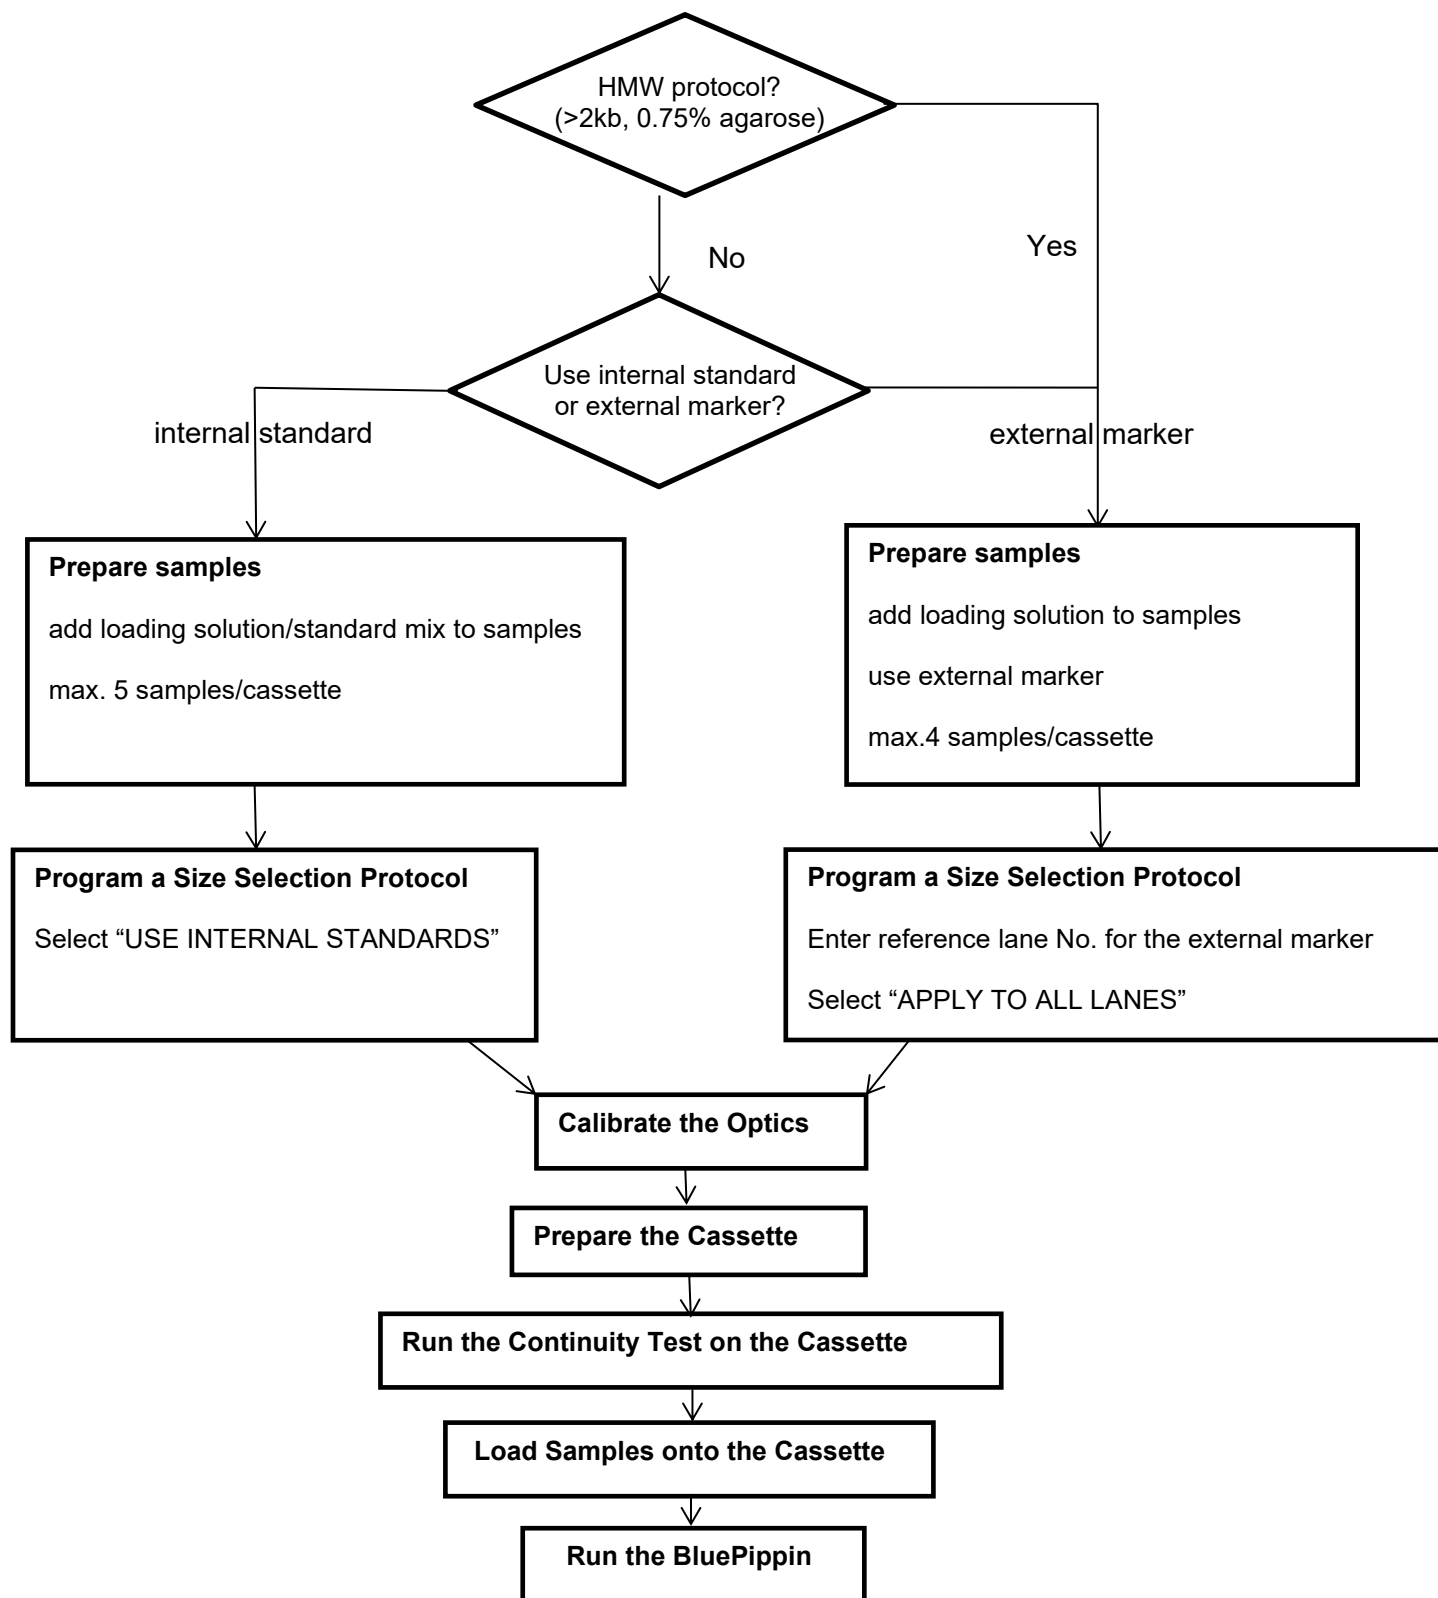 HMW protocol?
(>2kb, 0.75% agarose)
No
Yes
Use internal standard
or external marker?
internal standard
external marker
Prepare samples
add loading solution/standard mix to samples
max. 5 samples/cassette
Prepare samples
add loading solution to samples
use external marker
max.4 samples/cassette
Program a Size Selection Protocol
Select “USE INTERNAL STANDARDS”
Program a Size Selection Protocol
Enter reference lane No. for the external marker
Select “APPLY TO ALL LANES”
Calibrate the Optics
Prepare the Cassette
Run the Continuity Test on the Cassette
Load Samples onto the Cassette
Run the BluePippin